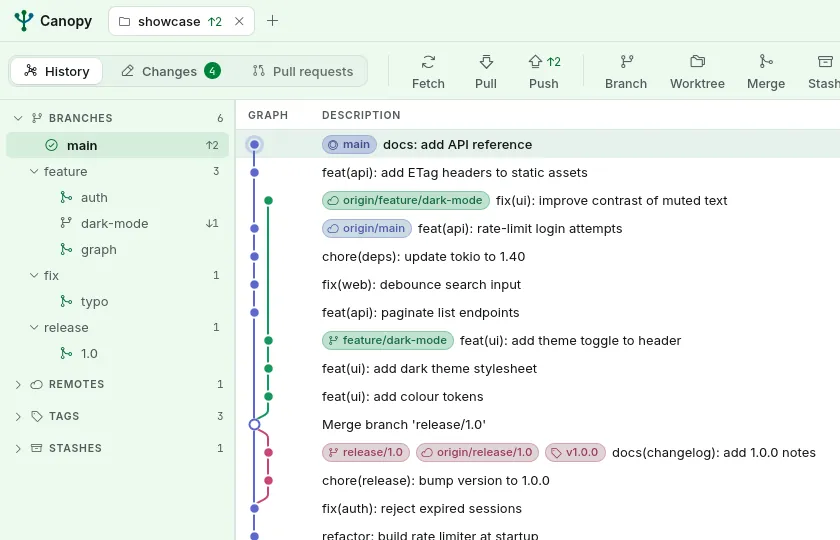 Canopy
showcase ↑2
History
Changes 4
Pull requests
Fetch
Pull
Push ↑2
Branch
Worktree
Merge
Stash
BRANCHES 6
main ↑2
feature 3
auth
dark-mode ↓1
graph
fix 1
typo
release 1
1.0
REMOTES 1
TAGS 3
STASHES 1
GRAPH DESCRIPTION
main docs: add API reference
feat(api): add ETag headers to static assets
origin/feature/dark-mode fix(ui): improve contrast of muted text
origin/main feat(api): rate-limit login attempts
chore(deps): update tokio to 1.40
fix(web): debounce search input
feat(api): paginate list endpoints
feature/dark-mode feat(ui): add theme toggle to header
feat(ui): add dark theme stylesheet
feat(ui): add colour tokens
Merge branch 'release/1.0'
release/1.0 origin/release/1.0 v1.0.0 docs(changelog): add 1.0.0 notes
chore(release): bump version to 1.0.0
fix(auth): reject expired sessions
refactor: build rate limiter at startup